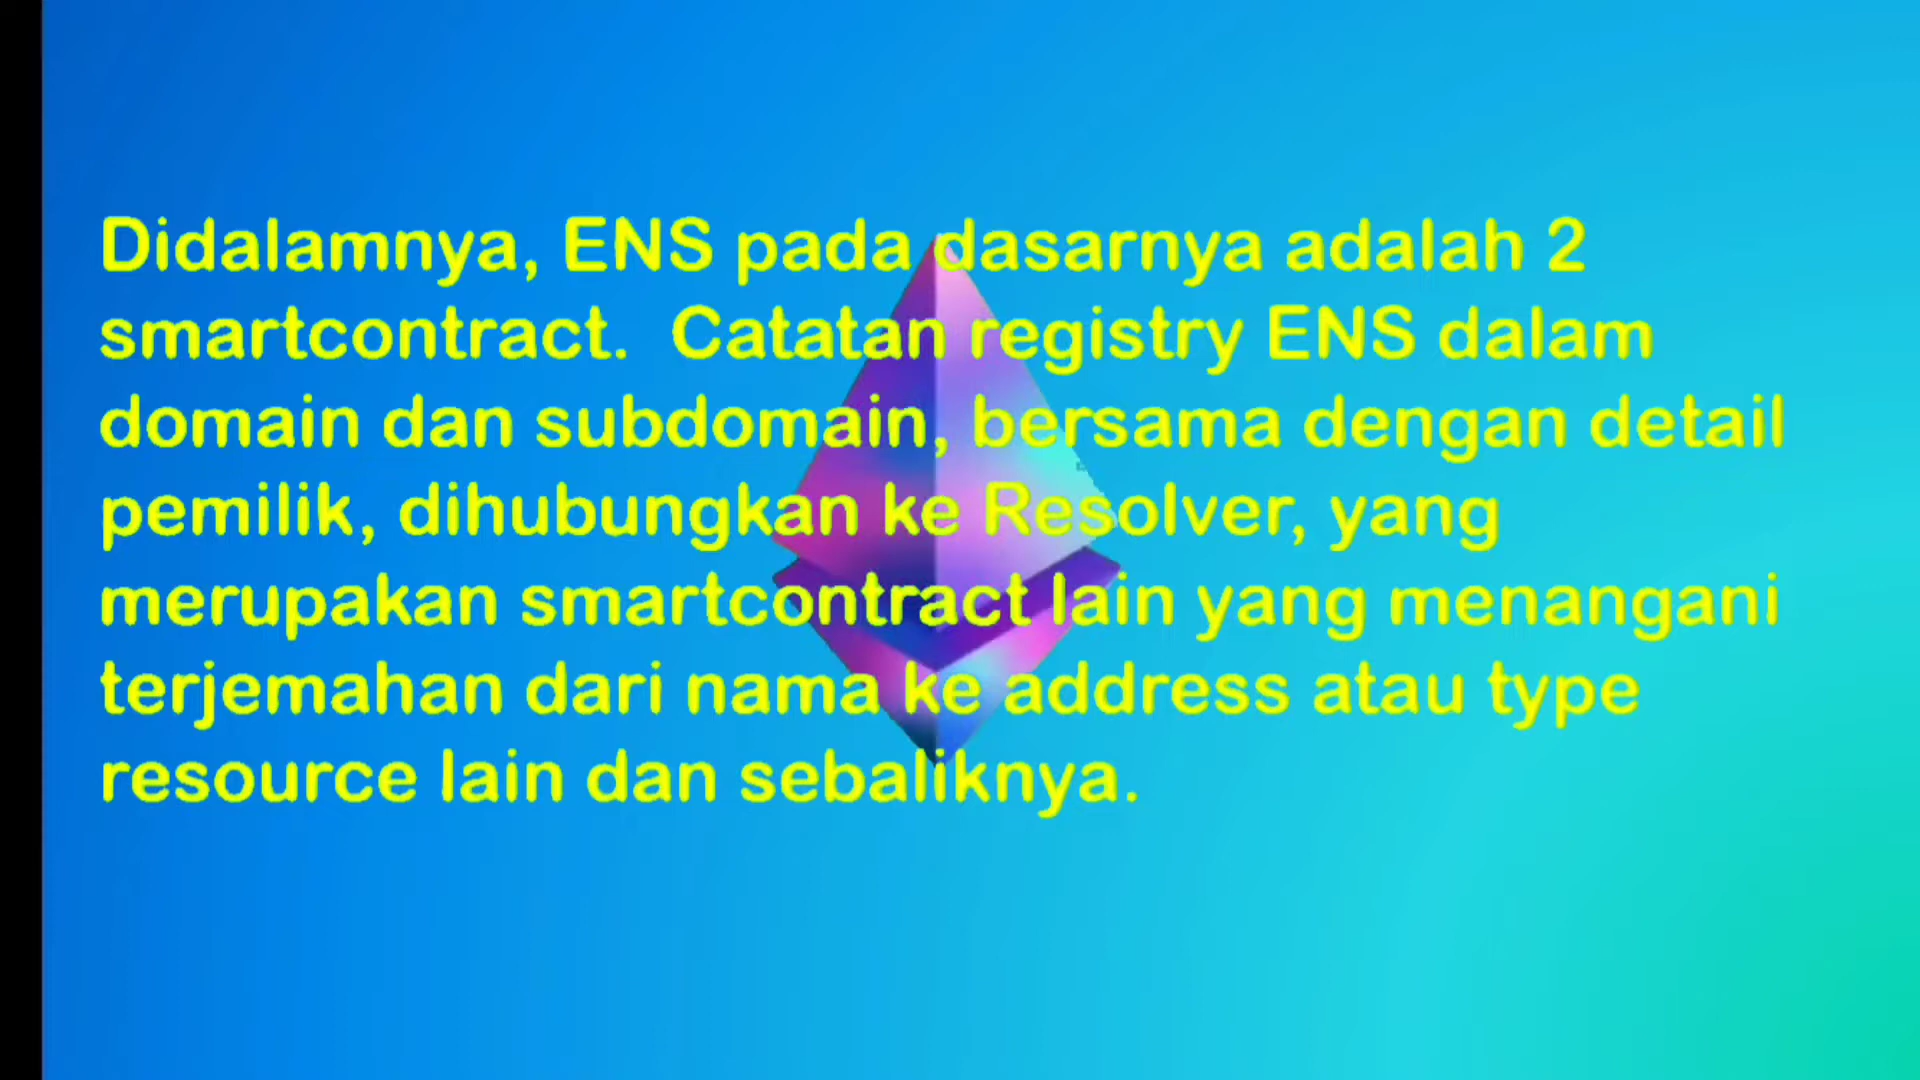 Didalamnya, ENS pada dasarnya adalah 2
smartcontract. Catatan registry ENS dalam
domain dan subdomain, bersama dengan detail
pemilik, dihubungkan ke Resolver, yang
merupakan smartcontract lain yang menangani
terjemahan dari nama ke address atau type
resource lain dan sebaliknya.